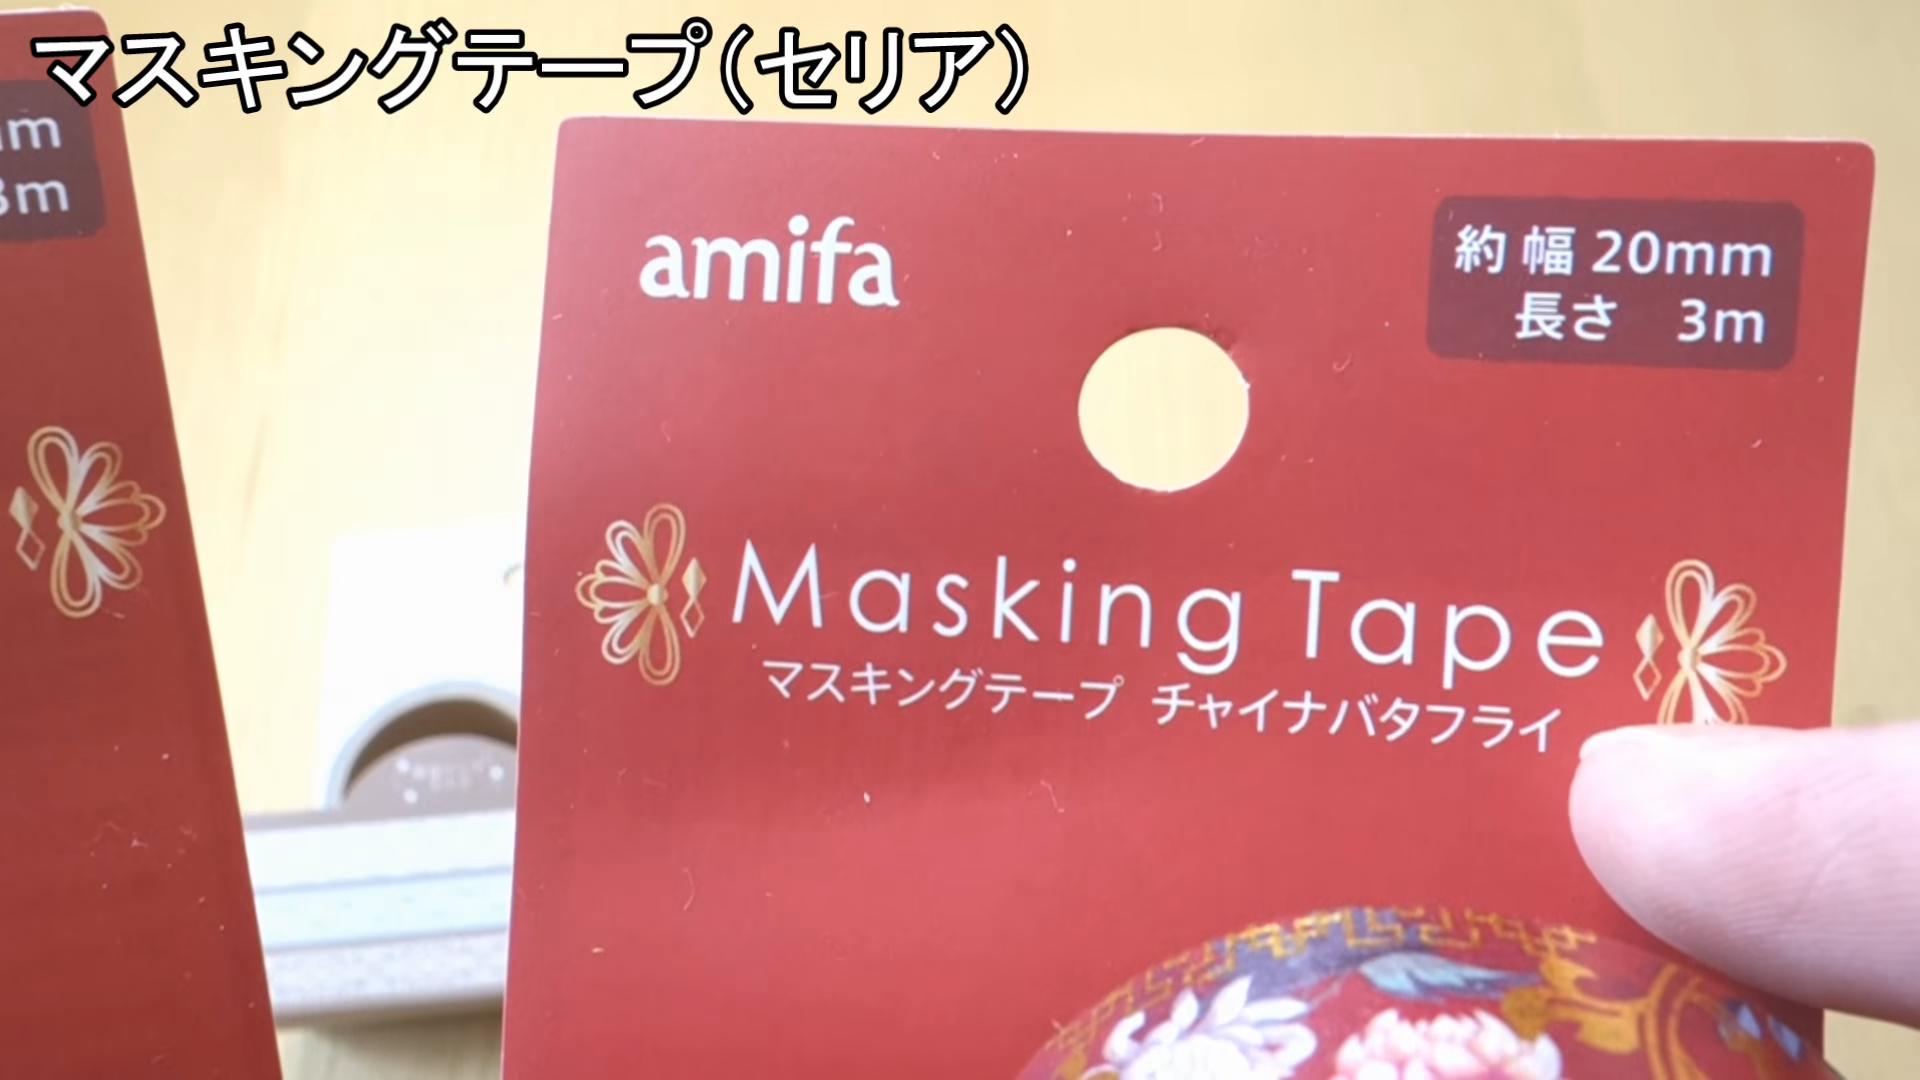 マスキングテープ（セリア）
amifa
約 幅 20mm
長さ 3m
Masking Tape
マスキングテープ チャイナバタフライ
3m